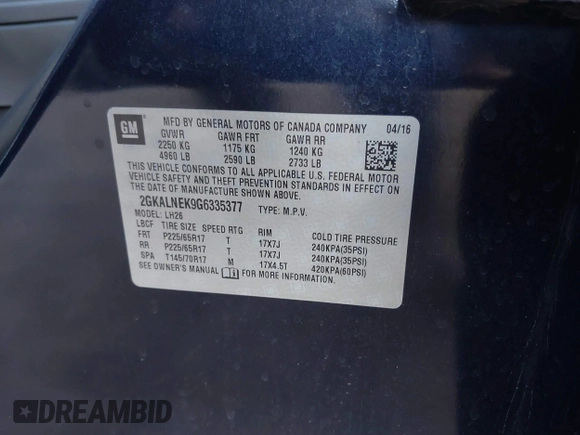 GM
MFD BY GENERAL MOTORS OF CANADA COMPANY 04/16
GVWR GAWR FRT GAWR RR
2250 KG 1175 KG 1240 KG
4960 LB 2590 LB 2733 LB
THIS VEHICLE CONFORMS TO ALL APPLICABLE U.S. FEDERAL MOTOR
VEHICLE SAFETY AND THEFT PREVENTION STANDARDS IN EFFECT ON
THE DATE OF MANUFACTURE SHOWN ABOVE.
2GKALNEK9G6335377 TYPE: M.P.V.
MODEL: LH26
LBCF TIRE SIZE SPEED RTG RIM COLD TIRE PRESSURE
FRT P225/65R17 T 17X7J 240KPA(35PSI)
RR P225/65R17 T 17X7J 240KPA(35PSI)
SPA T145/70R17 M 17X4.5T 420KPA(60PSI)
SEE OWNER'S MANUAL FOR MORE INFORMATION.
DREAMBID